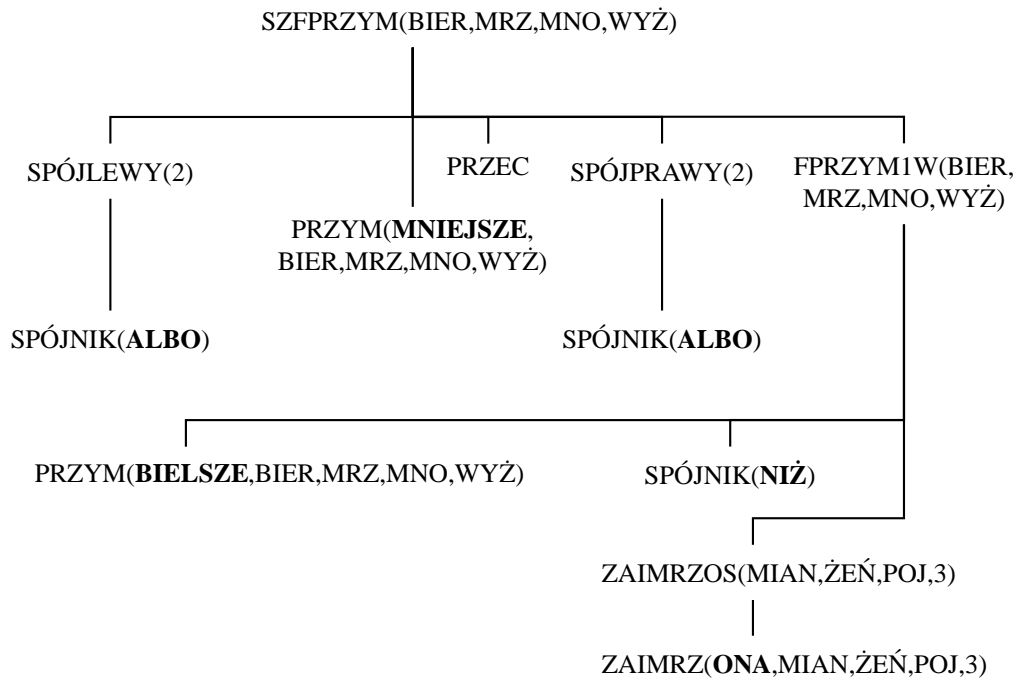 SZFPRZYM(BIER,MRZ,MNO,WYŻ)
SPÓJLEWY(2)
PRZYM(MNIEJSZE,
BIER,MRZ,MNO,WYŻ)
PRZEC
SPÓJPRAWY(2)
FPRZYM1W(BIER,
MRZ,MNO,WYŻ)
SPÓJNIK(ALBO)
SPÓJNIK(ALBO)
PRZYM(BIELSZE,BIER,MRZ,MNO,WYŻ)
SPÓJNIK(NIŻ)
ZAIMRZOS(MIAN,ŻEŃ,POJ,3)
ZAIMRZ(ONA,MIAN,ŻEŃ,POJ,3)